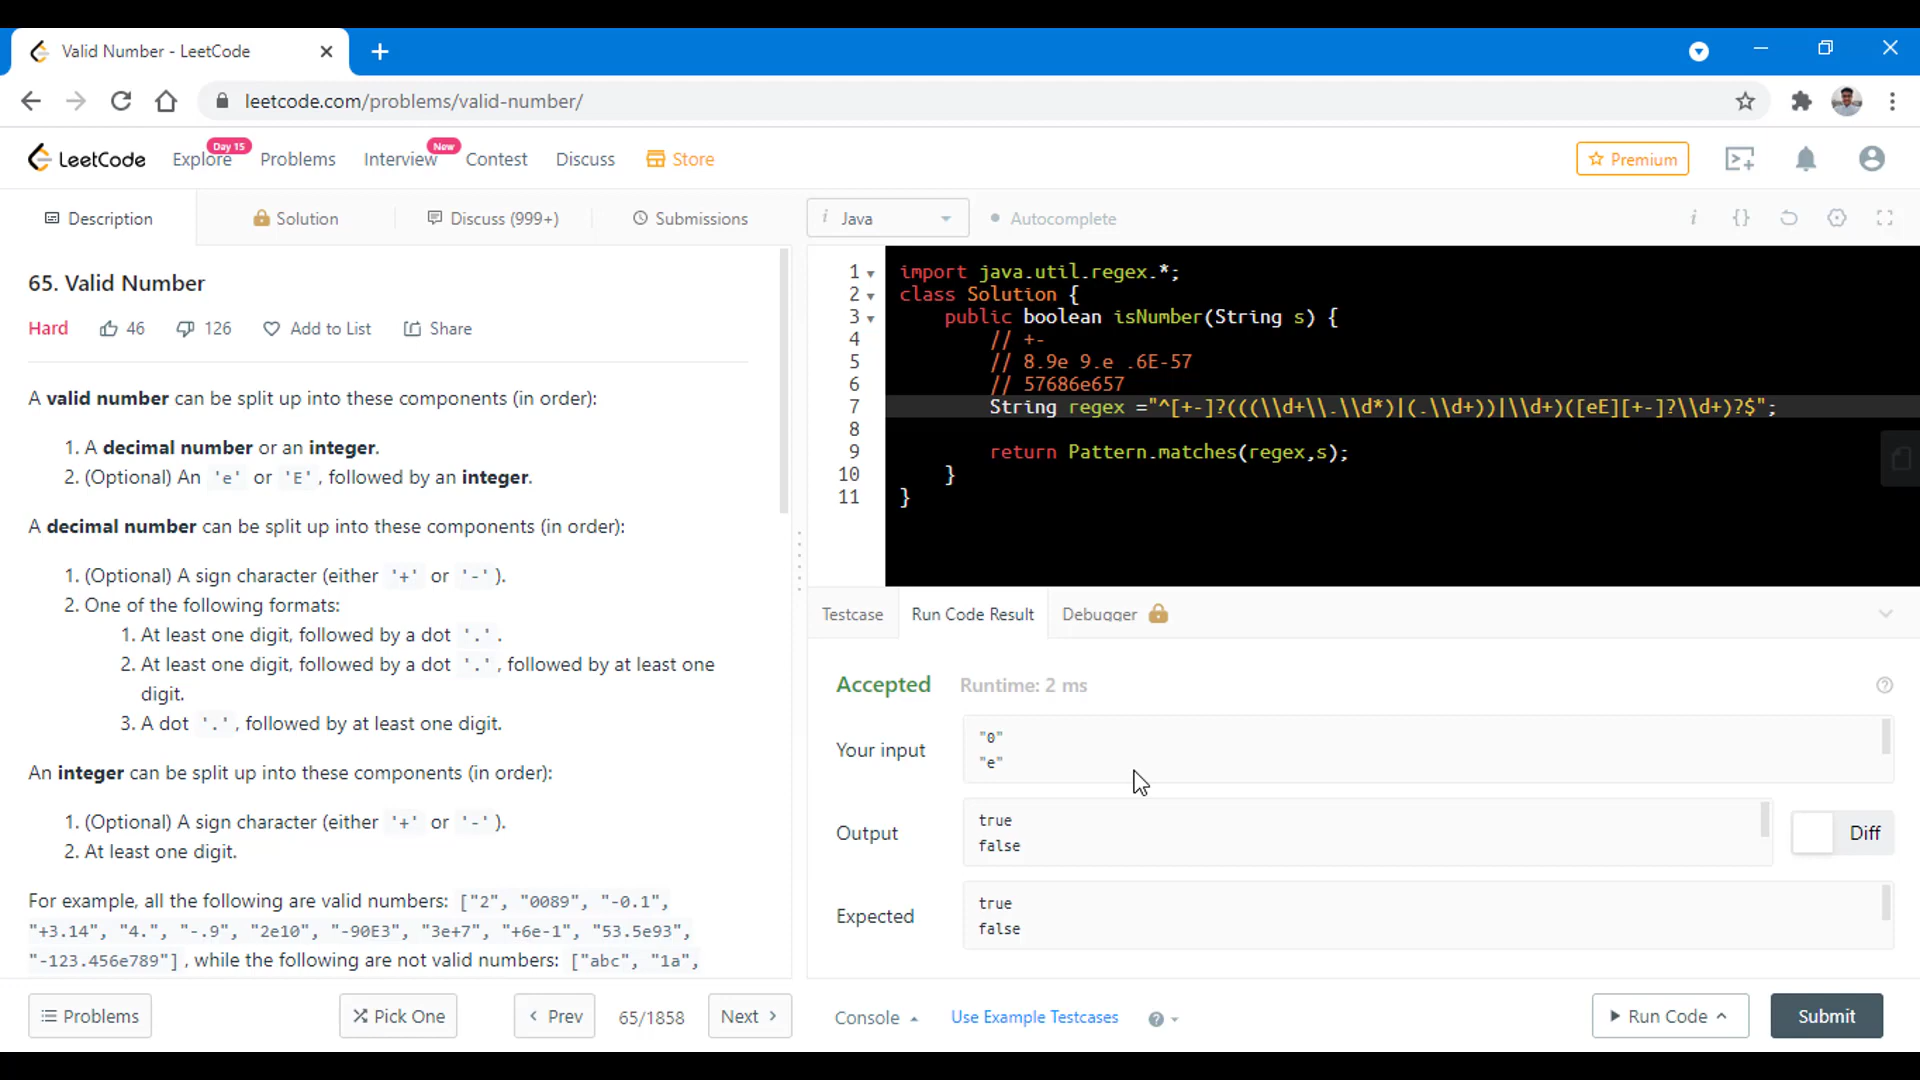 Valid Number - LeetCode
leetcode.com/problems/valid-number/
LeetCode Explore Day 15 Problems Interview New Contest Discuss Store Premium
Description Solution Discuss (999+) Submissions i Java Autocomplete i {}
65. Valid Number
Hard 46 126 Add to List Share
A valid number can be split up into these components (in order):
1. A decimal number or an integer.
2. (Optional) An 'e' or 'E', followed by an integer.
A decimal number can be split up into these components (in order):
1. (Optional) A sign character (either '+' or '-').
2. One of the following formats:
1. At least one digit, followed by a dot '.'.
2. At least one digit, followed by a dot '.', followed by at least one
digit.
3. A dot '.', followed by at least one digit.
An integer can be split up into these components (in order):
1. (Optional) A sign character (either '+' or '-').
2. At least one digit.
For example, all the following are valid numbers: ["2", "0089", "-0.1",
"+3.14", "4.", "-.9", "2e10", "-90E3", "3e+7", "+6e-1", "53.5e93",
"-123.456e789"], while the following are not valid numbers: ["abc", "1a",
1 import java.util.regex.*;
2 class Solution {
3 public boolean isNumber(String s) {
4 // +-
5 // 8.9e 9.e .6E-57
6 // 57686e657
7 String regex ="^[+-]?(((\\d+\\.\\d*)|(.\\d+))|\\d+)([eE][+-]?\\d+)?$";
8
9 return Pattern.matches(regex,s);
10 }
11 }
Testcase Run Code Result Debugger
Accepted Runtime: 2 ms
Your input
"0"
"e"
Output
true
false
Diff
Expected
true
false
Problems Pick One Prev 65/1858 Next Console Use Example Testcases Run Code Submit